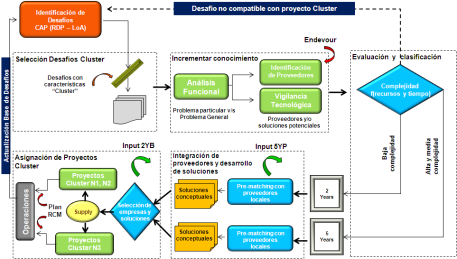 Identificación de
Desafíos
CAP (RDP – LoA)
Desafío no compatible con proyecto Cluster
Endevour
Selección Desafíos Cluster
Desafíos con
características
"Cluster"
Incrementar conocimiento
Análisis
Funcional
Problema particular v/s
Problema General
Identificación
de Proveedores
Vigilancia
Tecnológica
Proveedores y/o
soluciones potenciales
Evaluación y clasificación
Complejidad
(recursos y tiempo)
Baja
complejidad
Alta y media complejidad
Actualización Base de Desafíos
Input 2YB
Input 5YP
Asignación de Proyectos
Cluster
Proyectos
Cluster N1, N2
Operaciones
Plan
RCM
Supply
Proyectos
Cluster N3
Selección de
empresas y
soluciones
Integración de
proveedores y desarrollo
de soluciones
Soluciones
conceptuales
Pre-matching con
proveedores
locales
2
Years
Soluciones
conceptuales
Pre-matching con
proveedores
locales
5
Years